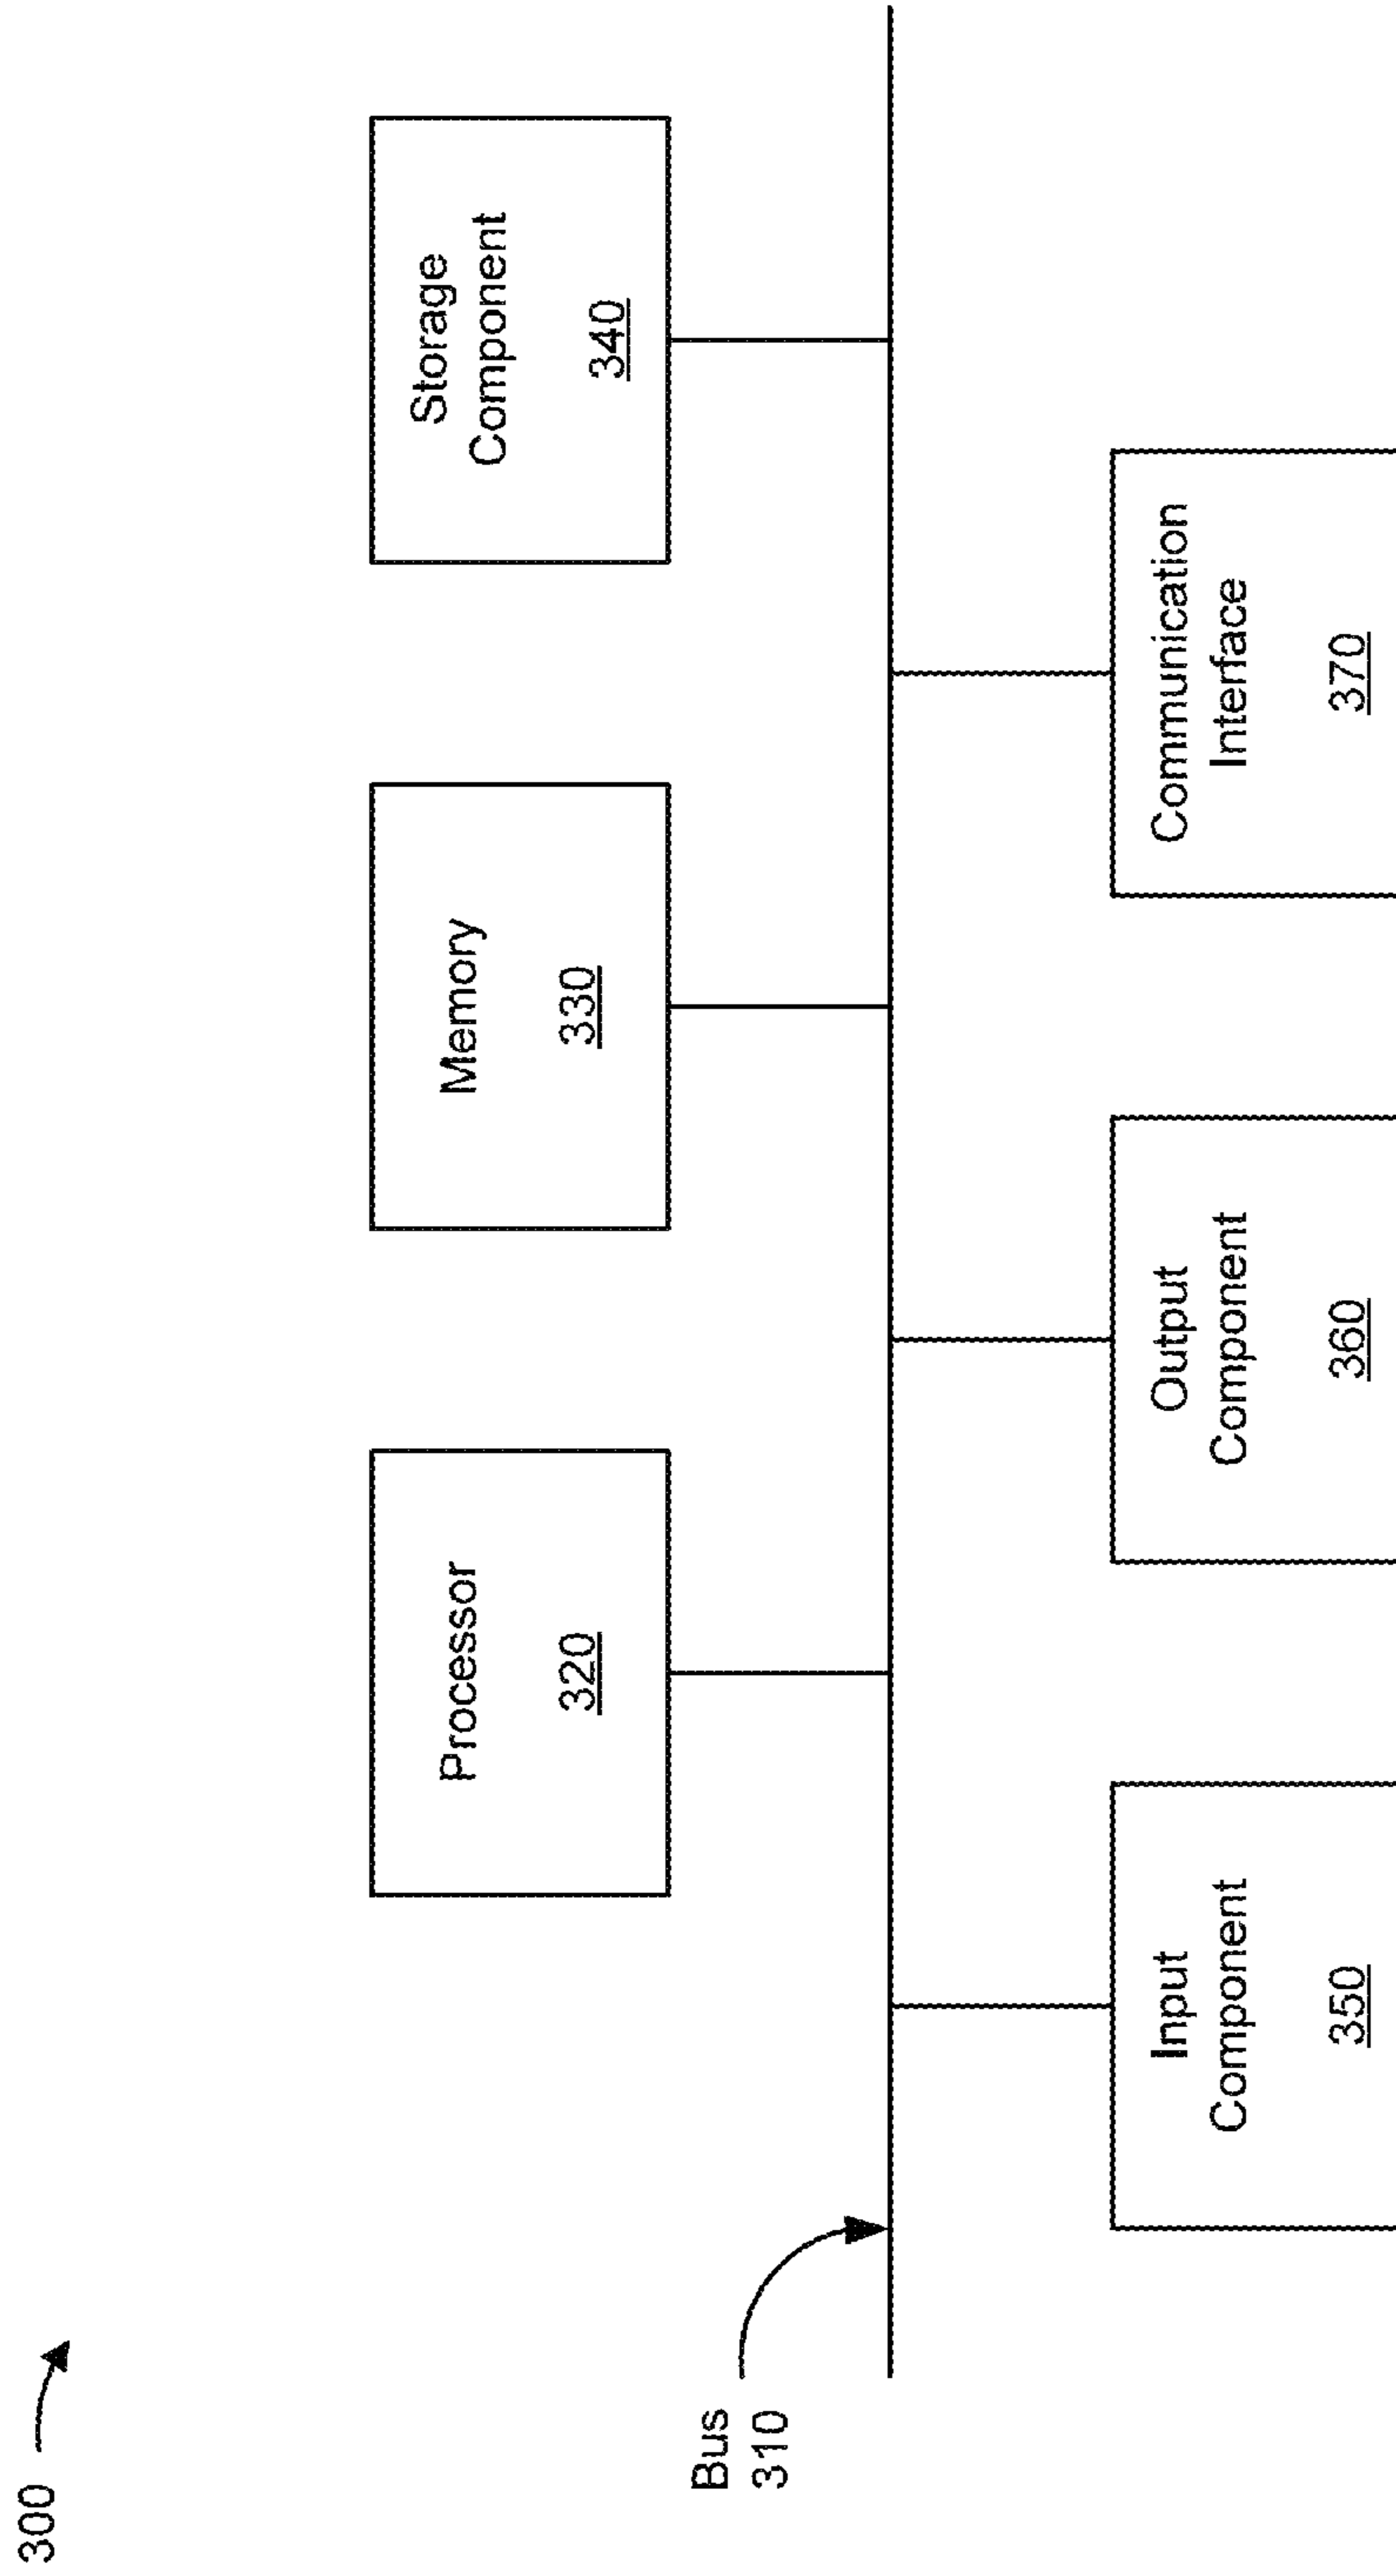 300
Processor
320
Memory
330
Storage
Component
340
Bus
310
Input
Component
350
Output
Component
360
Communication
Interface
370